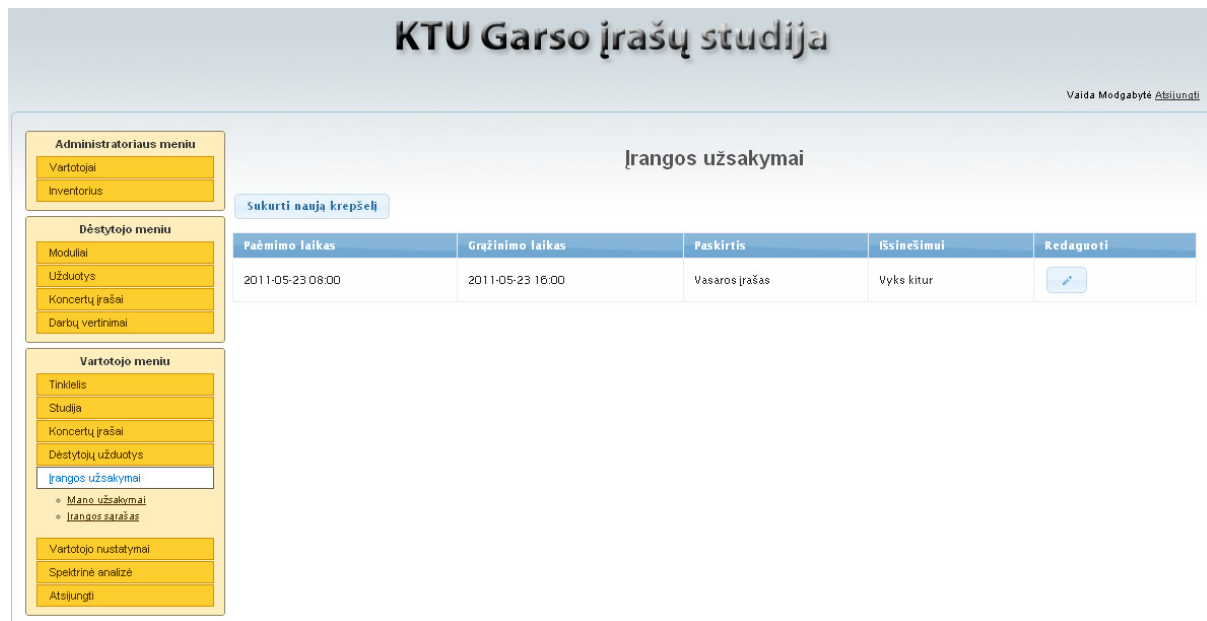 KTU Garso įrašų studija
Vaida Modgabytė Atsijungti
Administratoriaus meniu
Vartotojai
Inventorius
Dėstytojo meniu
Moduliai
Užduotys
Koncertų įrašai
Darbų vertinimai
Vartotojo meniu
Tinklelis
Studija
Koncertų įrašai
Dėstytojų užduotys
Įrangos užsakymai
Mano užsakymai
Įrangos sąrašas
Vartotojo nustatymai
Spektrinė analizė
Atsijungti
Įrangos užsakymai
Sukurti naują krepšelį
Paėmimo laikas Grąžinimo laikas Paskirtis Išsinešimui Redaguoti
2011-05-23 08:00 2011-05-23 16:00 Vasaros įrašas Vyks kitur